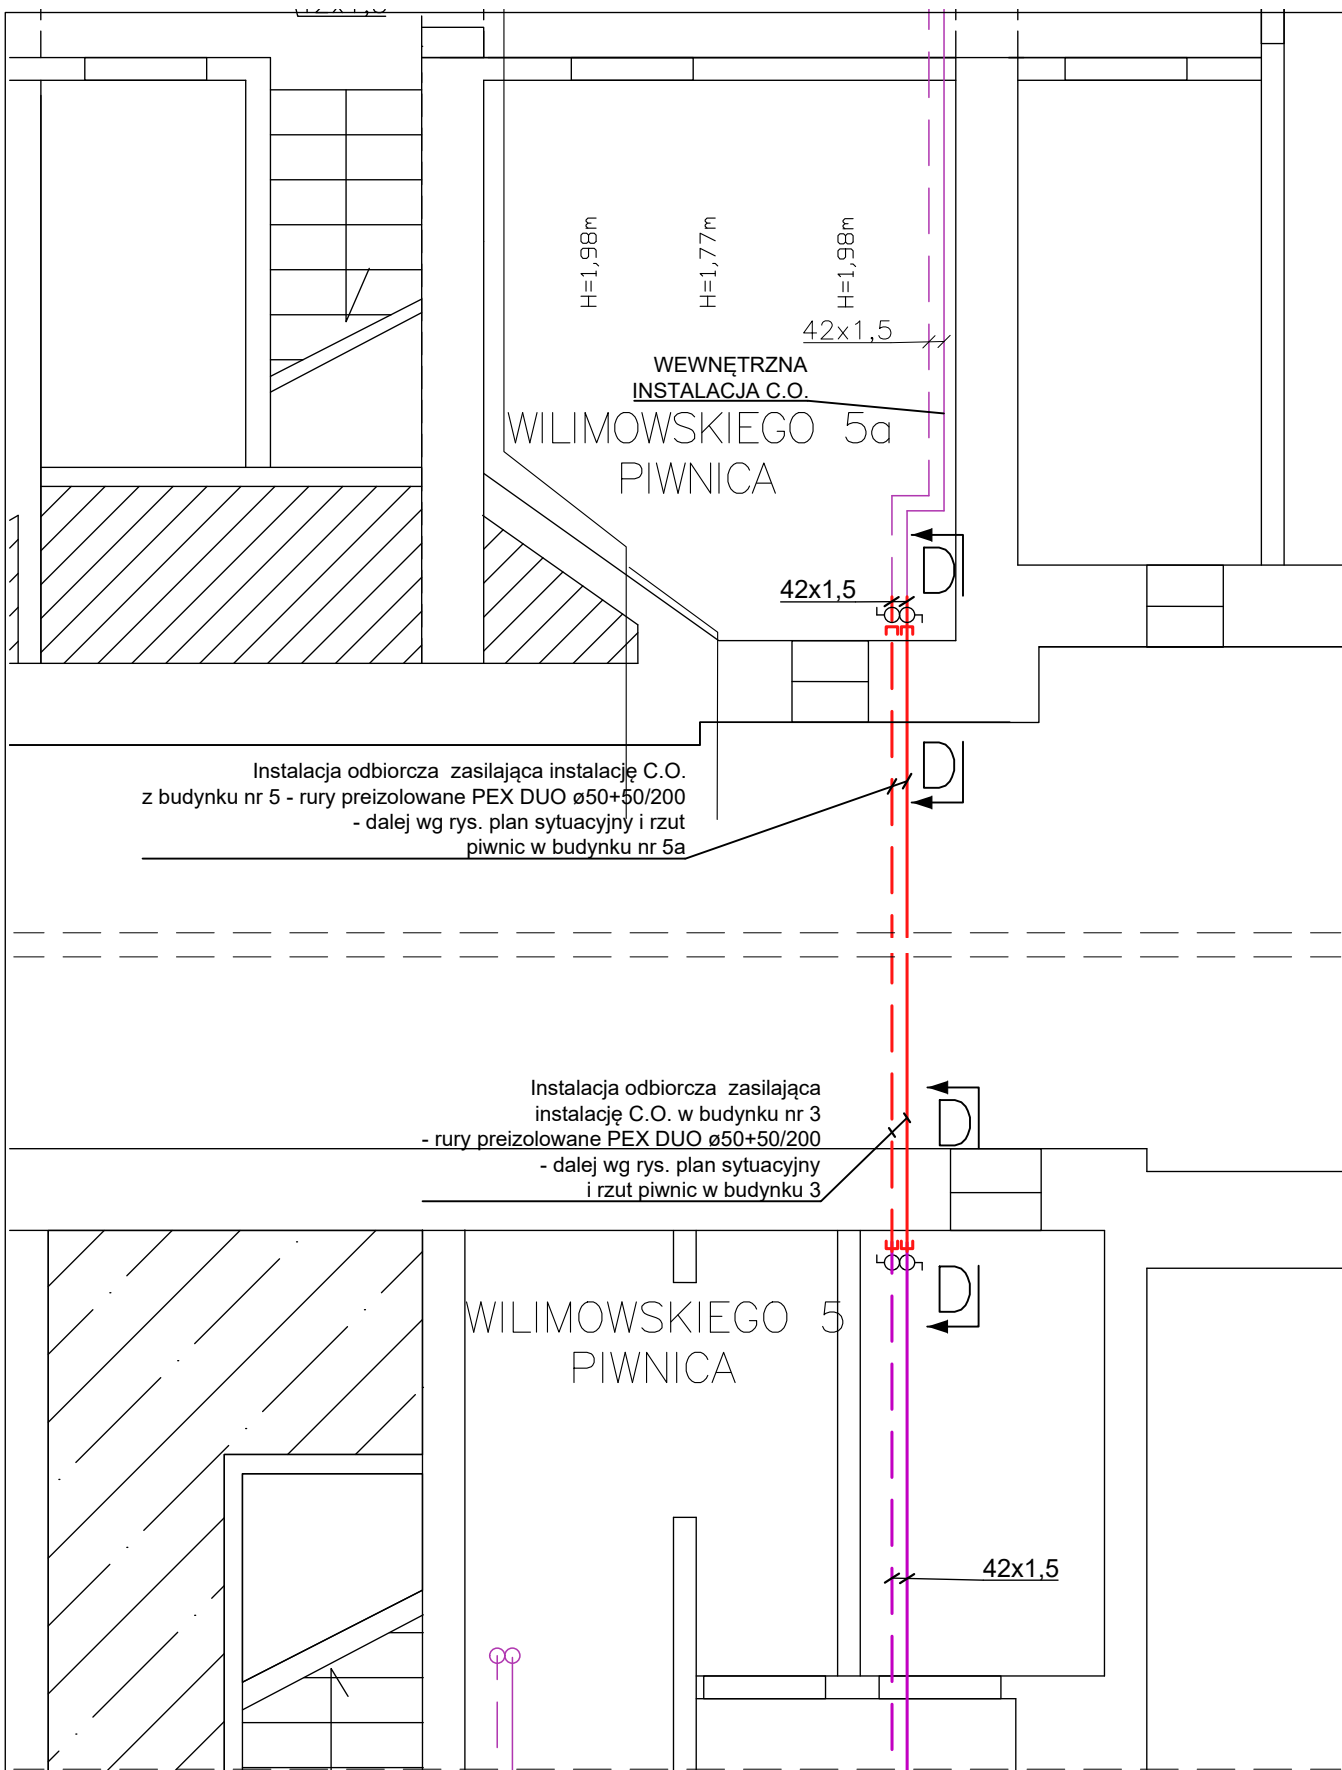 H=1,98m
H=1,77m
H=1,98m
42x1,5
WEWNĘTRZNA
INSTALACJA C.O.
WILIMOWSKIEGO 5a
PIWNICA
D
42x1,5
D
Instalacja odbiorcza zasilająca instalację C.O.
z budynku nr 5 - rury preizolowane PEX DUO ø50+50/200
- dalej wg rys. plan sytuacyjny i rzut
piwnic w budynku nr 5a
Instalacja odbiorcza zasilająca
instalację C.O. w budynku nr 3
- rury preizolowane PEX DUO ø50+50/200
- dalej wg rys. plan sytuacyjny
i rzut piwnic w budynku 3
D
D
WILIMOWSKIEGO 5
PIWNICA
42x1,5